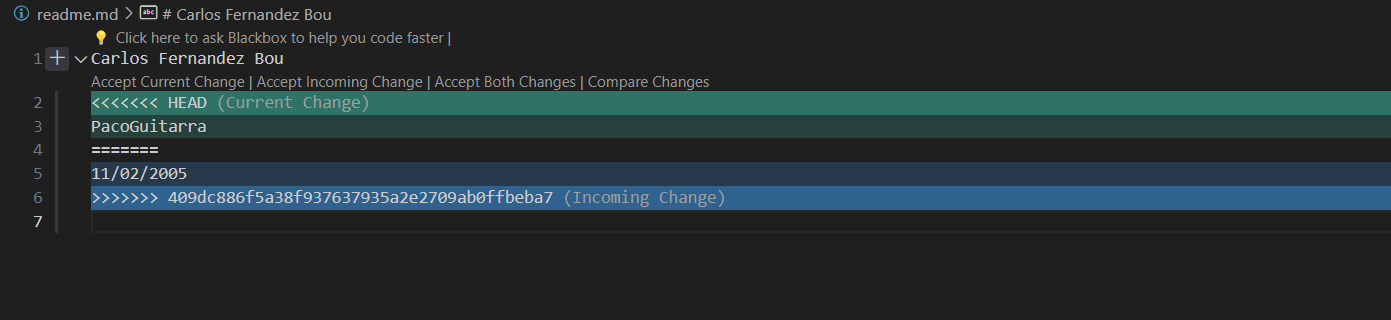 readme.md > # Carlos Fernandez Bou
Click here to ask Blackbox to help you code faster |
1 Carlos Fernandez Bou
Accept Current Change | Accept Incoming Change | Accept Both Changes | Compare Changes
2 <<<<<<< HEAD (Current Change)
3 PacoGuitarra
4 =======
5 11/02/2005
6 >>>>>>> 409dc886f5a38f937637935a2e2709ab0ffbeba7 (Incoming Change)
7